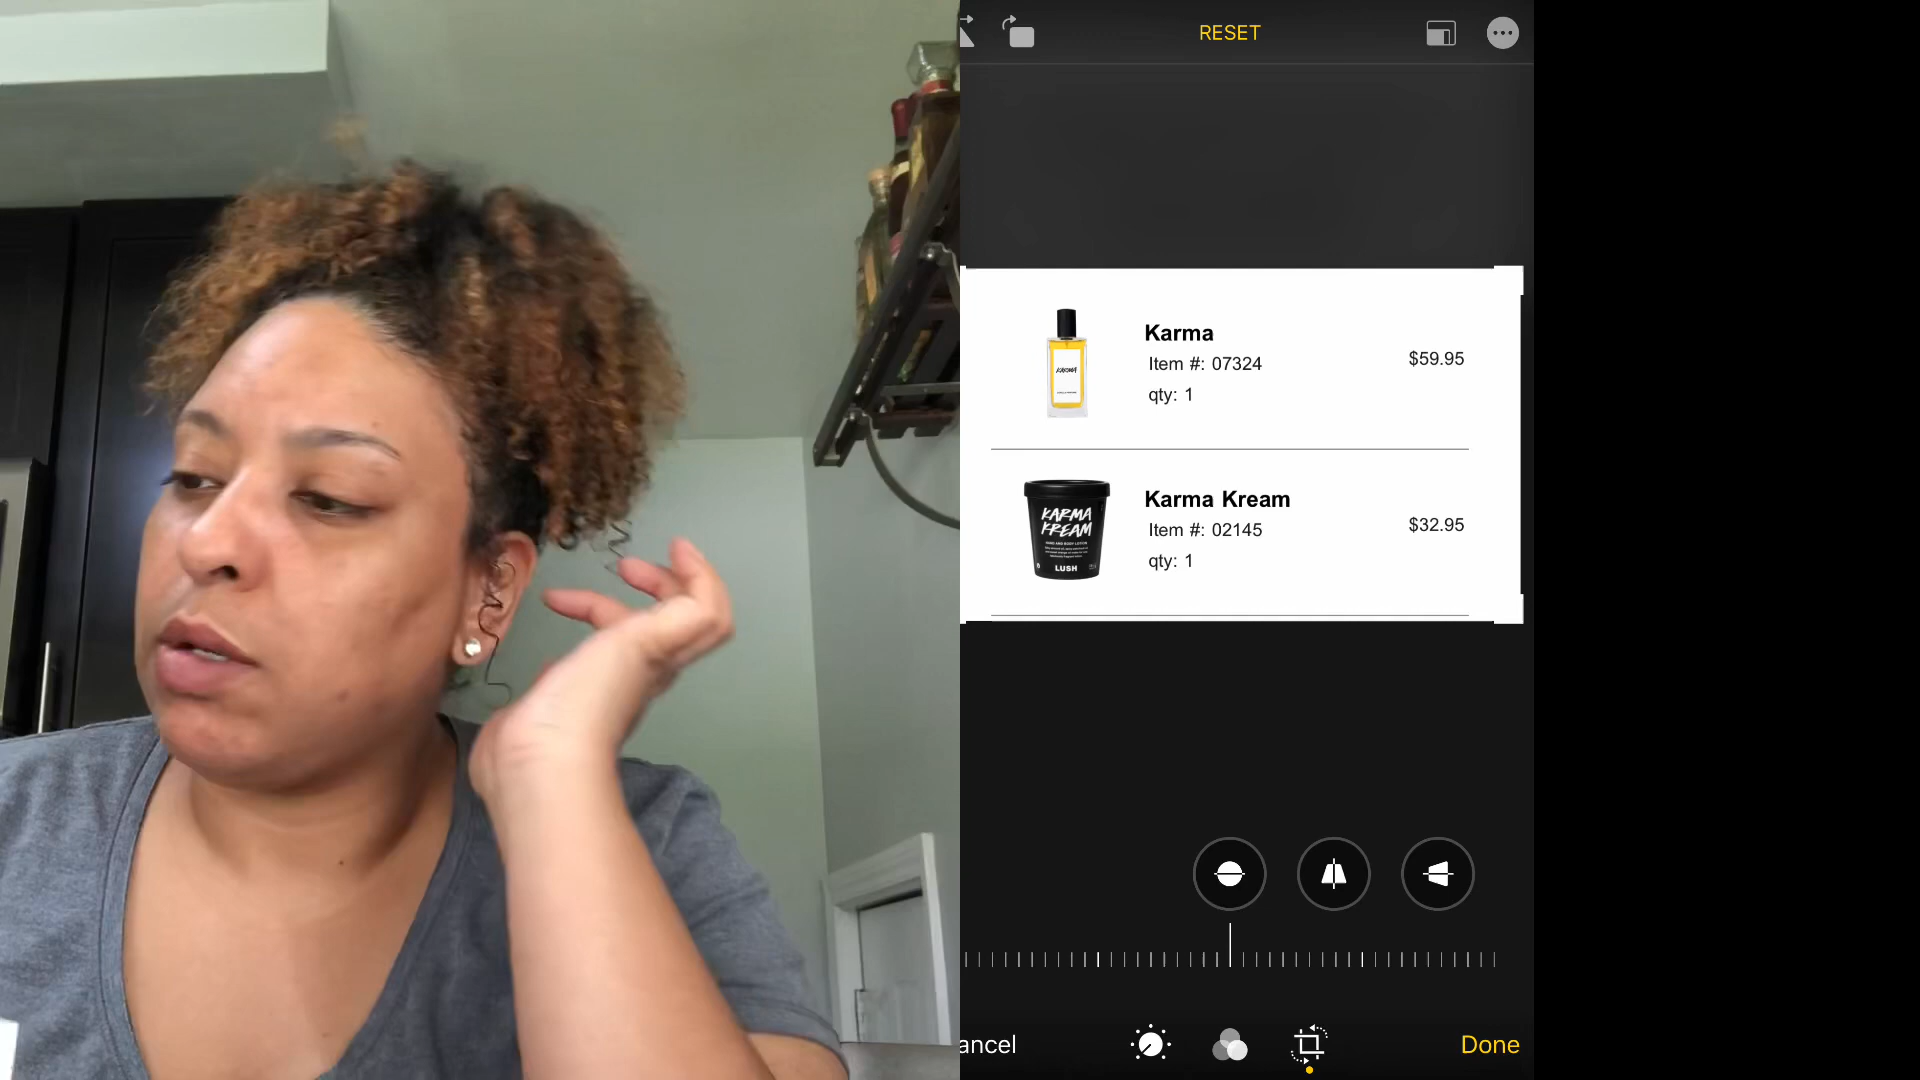 RESET
Karma
Item #: 07324
qty: 1
$59.95
KARMA
KARMA
KREAM
LUSH
Karma Kream
Item #: 02145
qty: 1
$32.95
ancel
Done